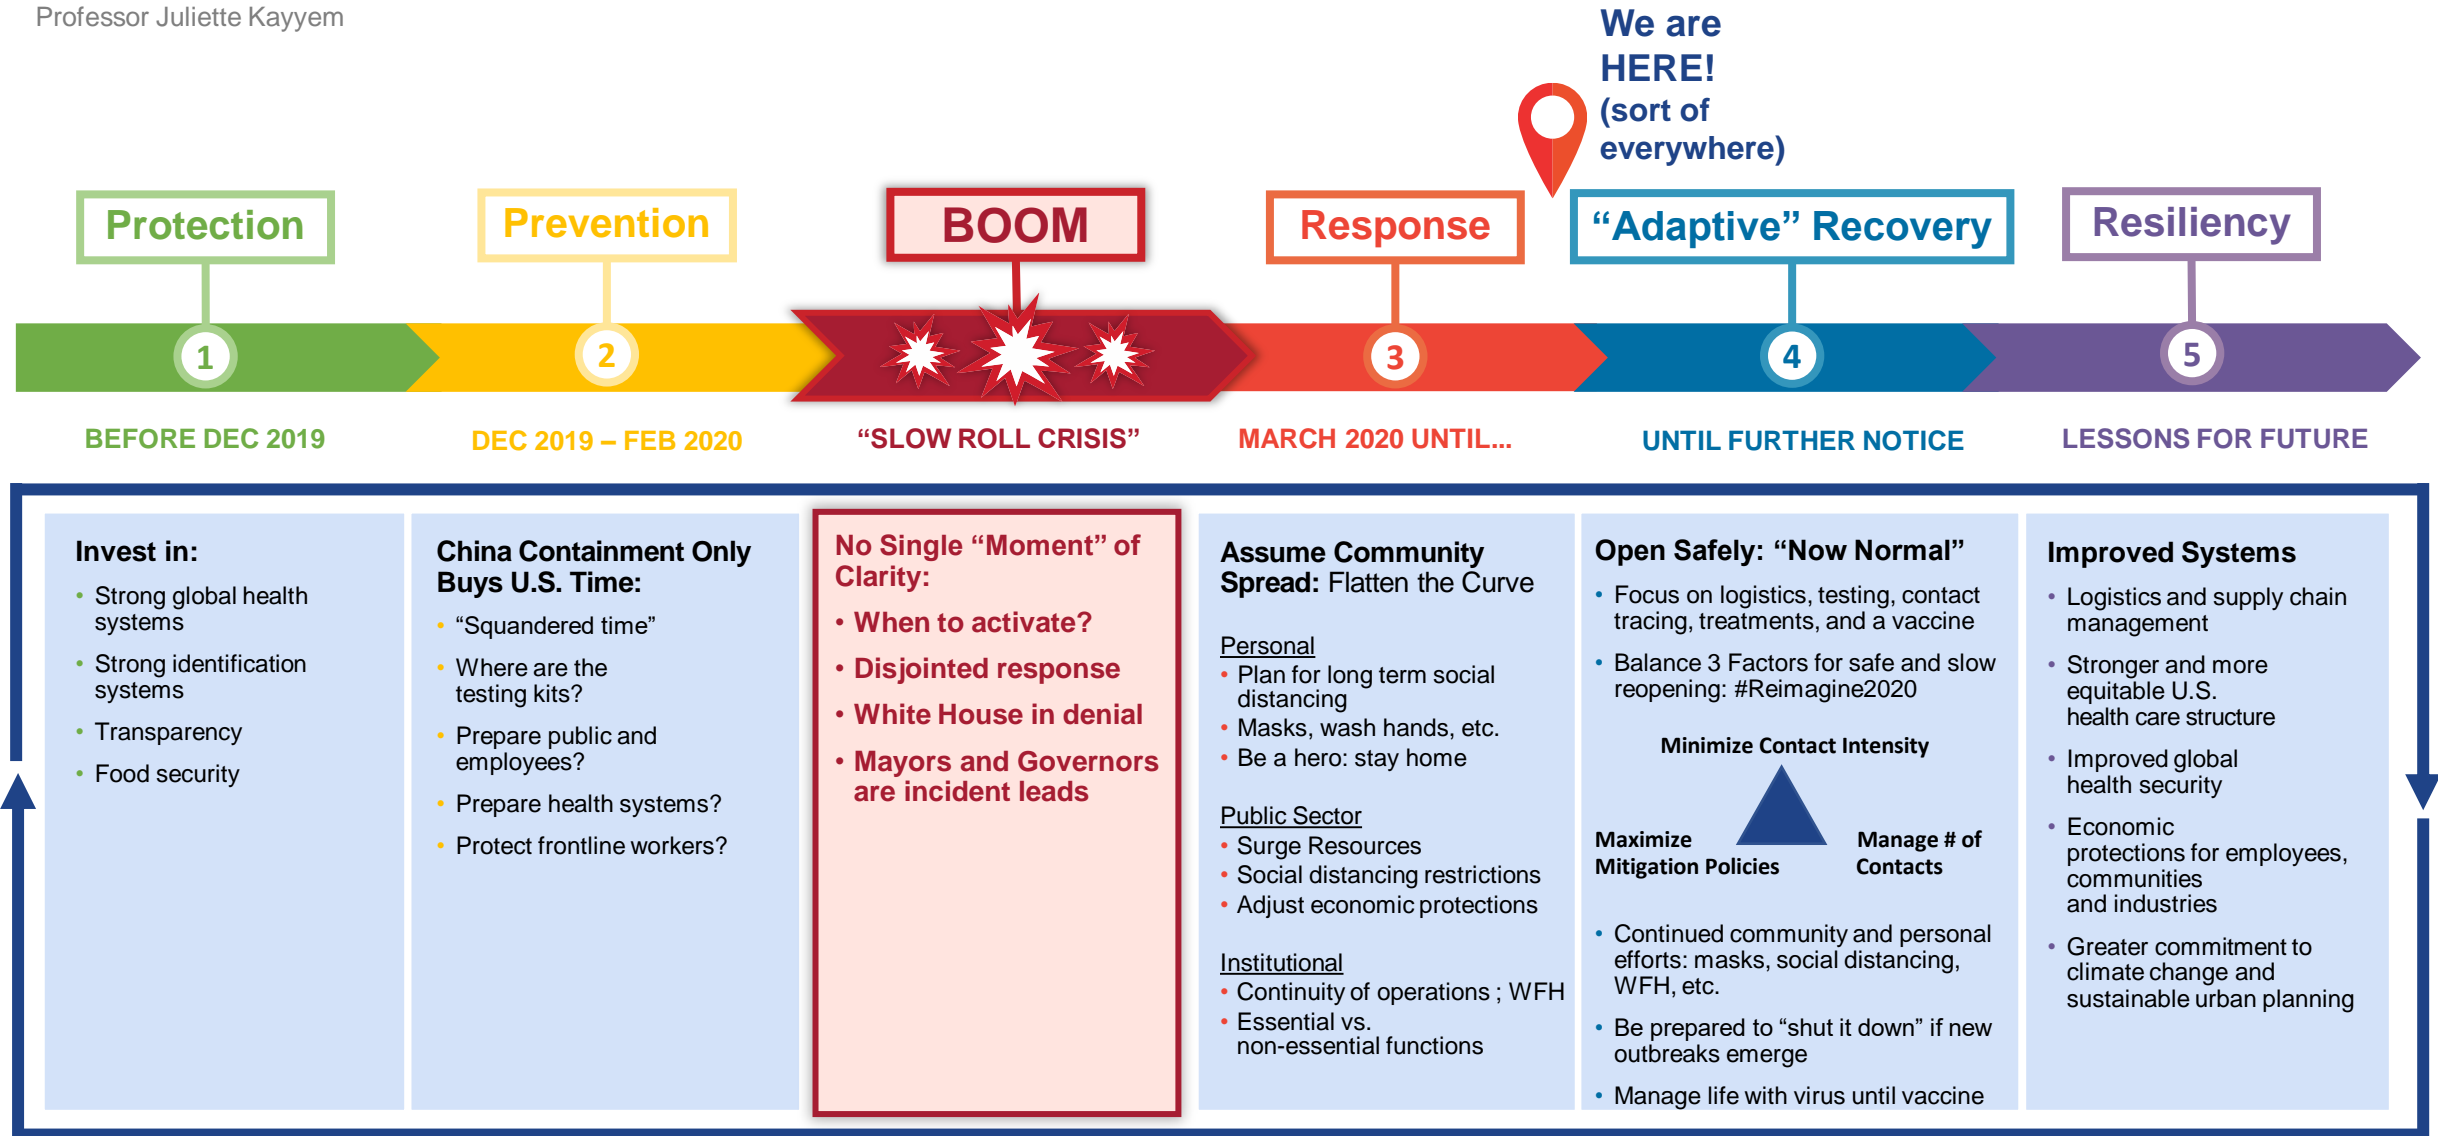 Professor Juliette Kayyem
We are
HERE!
(sort of
everywhere)
Protection
Prevention
BOOM
Response
“Adaptive” Recovery
Resiliency
1
2
3
4
5
BEFORE DEC 2019
DEC 2019 – FEB 2020
“SLOW ROLL CRISIS”
MARCH 2020 UNTIL...
UNTIL FURTHER NOTICE
LESSONS FOR FUTURE
Invest in:
• Strong global health
systems
• Strong identification
systems
• Transparency
• Food security
China Containment Only
Buys U.S. Time:
• “Squandered time”
• Where are the
testing kits?
• Prepare public and
employees?
• Prepare health systems?
• Protect frontline workers?
No Single “Moment” of
Clarity:
• When to activate?
• Disjointed response
• White House in denial
• Mayors and Governors
are incident leads
Assume Community
Spread: Flatten the Curve
Personal
• Plan for long term social
distancing
• Masks, wash hands, etc.
• Be a hero: stay home
Public Sector
• Surge Resources
• Social distancing restrictions
• Adjust economic protections
Institutional
• Continuity of operations ; WFH
• Essential vs.
non-essential functions
Open Safely: “Now Normal”
• Focus on logistics, testing, contact
tracing, treatments, and a vaccine
• Balance 3 Factors for safe and slow
reopening: #Reimagine2020
Minimize Contact Intensity
Maximize
Mitigation Policies
Manage # of
Contacts
• Continued community and personal
efforts: masks, social distancing,
WFH, etc.
• Be prepared to “shut it down” if new
outbreaks emerge
• Manage life with virus until vaccine
Improved Systems
• Logistics and supply chain
management
• Stronger and more
equitable U.S.
health care structure
• Improved global
health security
• Economic
protections for employees,
communities
and industries
• Greater commitment to
climate change and
sustainable urban planning